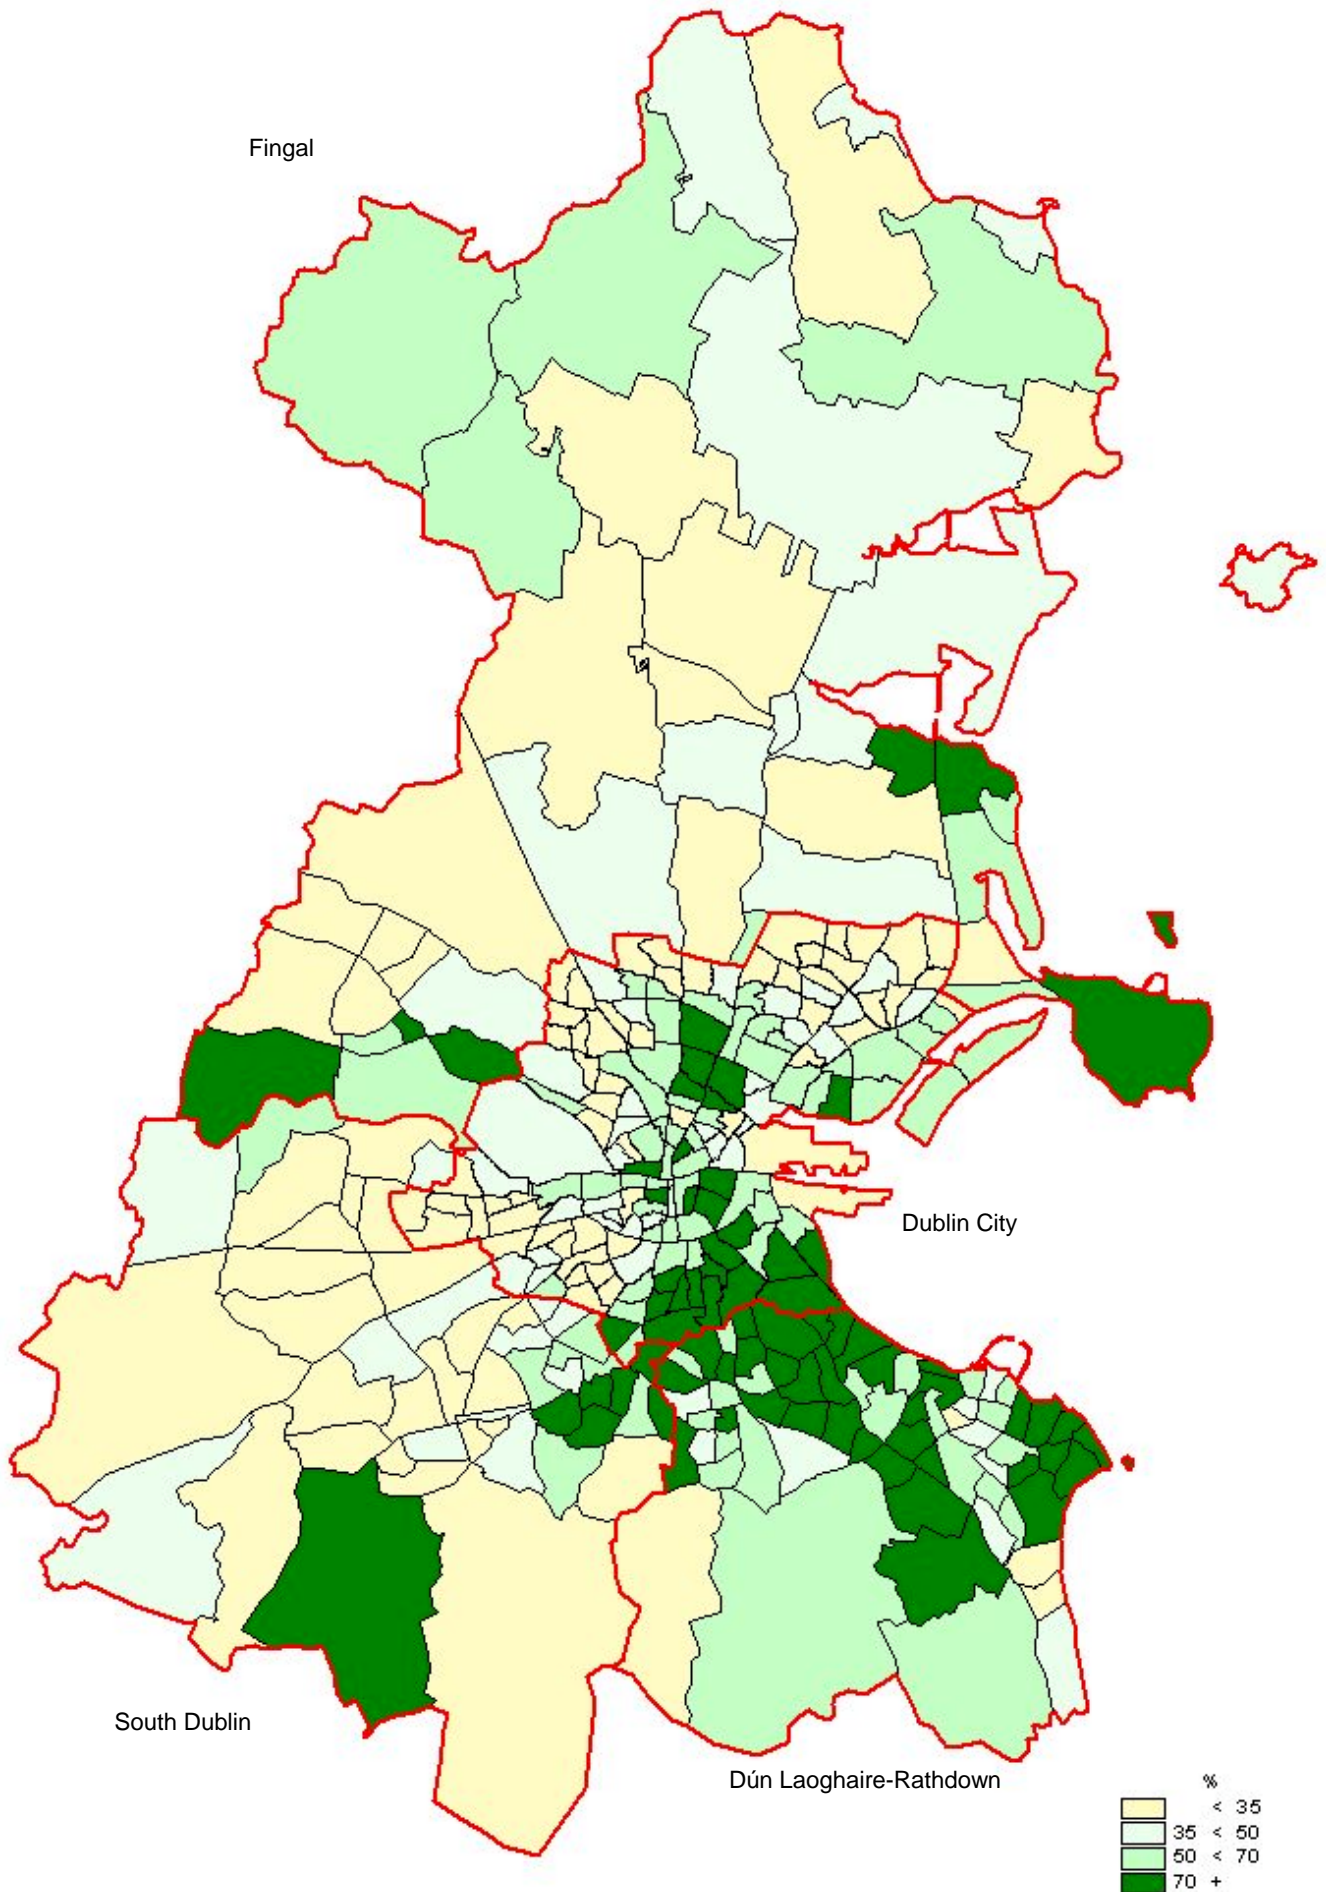 Fingal
Dublin City
South Dublin
Dún Laoghaire-Rathdown
%
< 35
35 < 50
50 < 70
70 +